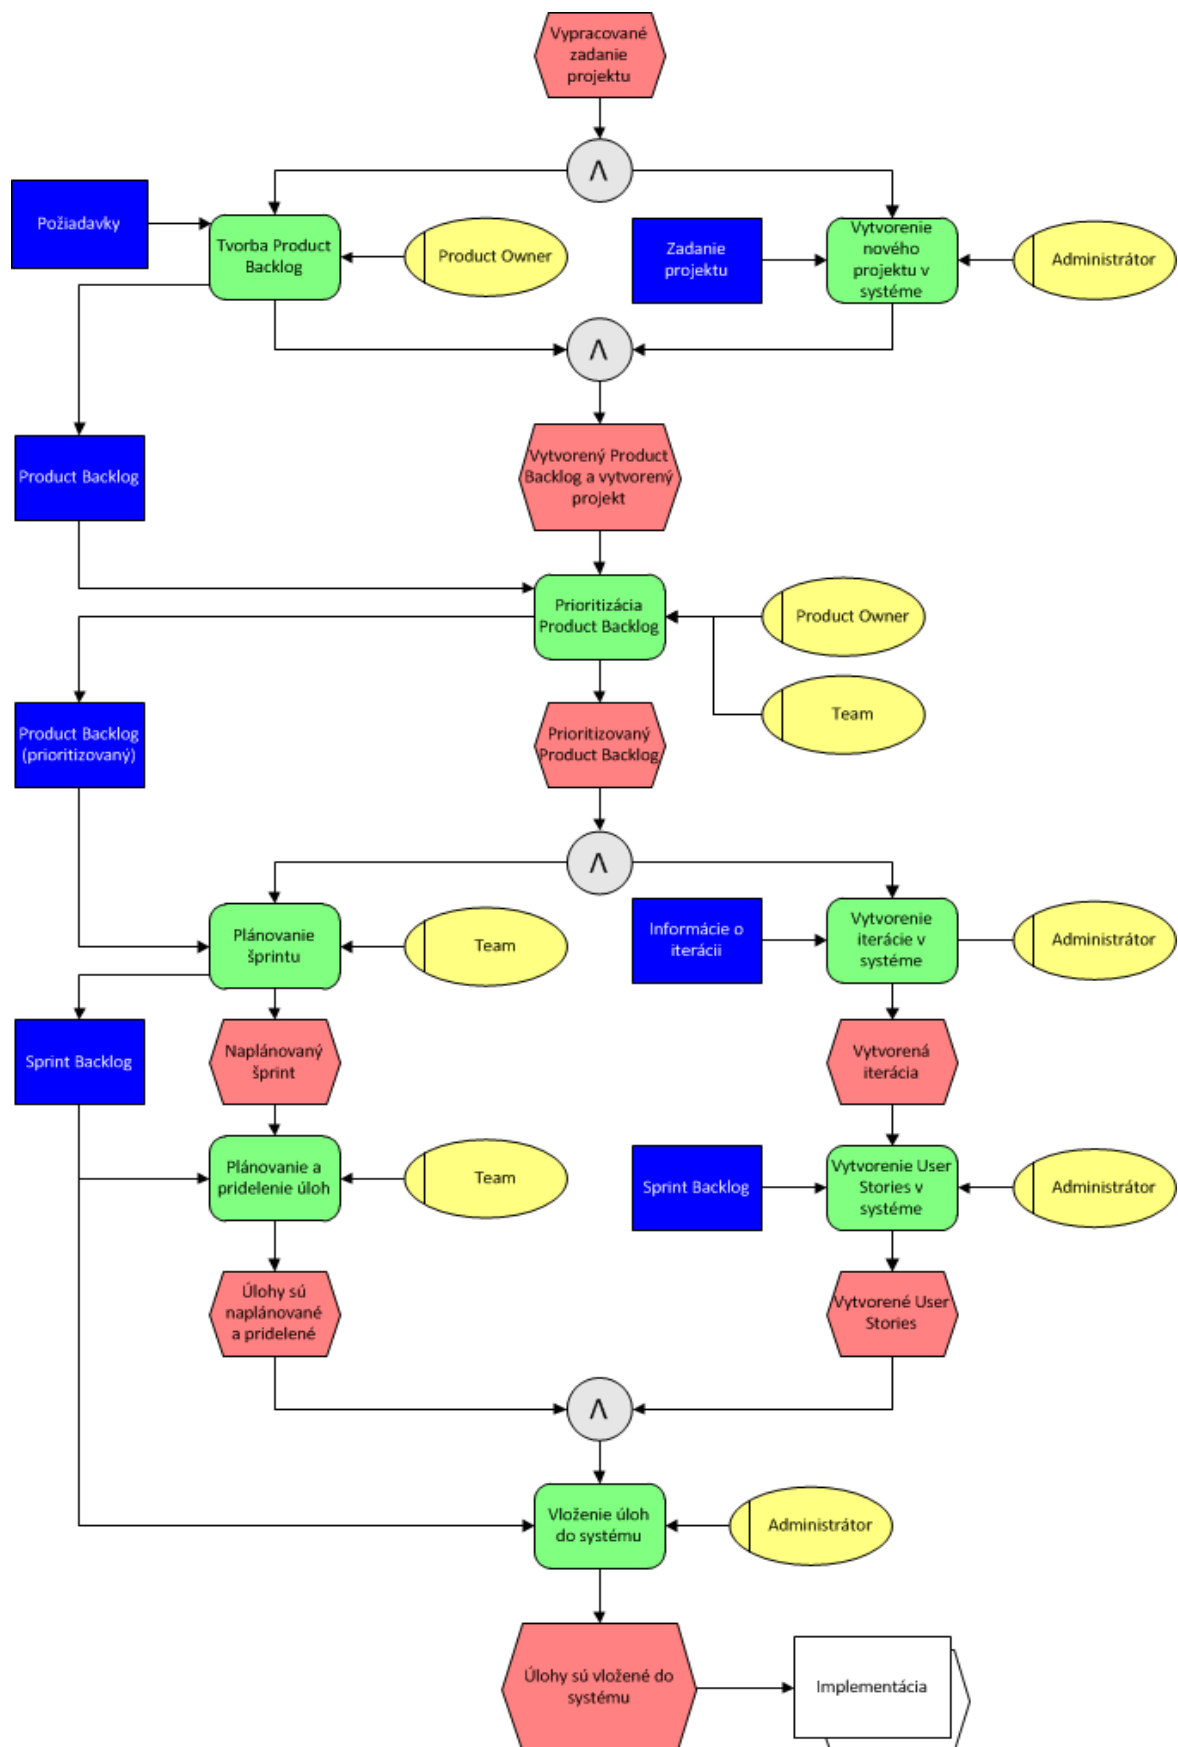 Vypracované
zadanie
projektu
Λ
Požiadavky
Tvorba Product
Backlog
Product Owner
Zadanie
projektu
Vytvorenie
nového
projektu v
systéme
Administrátor
Λ
Product Backlog
Vytvorený Product
Backlog a vytvorený
projekt
Prioritizácia
Product Backlog
Product Owner
Team
Product Backlog
(prioritizovaný)
Prioritizovaný
Product Backlog
Λ
Plánovanie
šprintu
Team
Informácie o
iterácii
Vytvorenie
iterácie v
systéme
Administrátor
Sprint Backlog
Naplánovaný
šprint
Vytvorená
iterácia
Plánovanie a
pridelenie úloh
Team
Sprint Backlog
Vytvorenie User
Stories v
systéme
Administrátor
Úlohy sú
naplánované
a pridelené
Vytvorené User
Stories
Λ
Vloženie úloh
do systému
Administrátor
Úlohy sú vložené do
systému
Implementácia